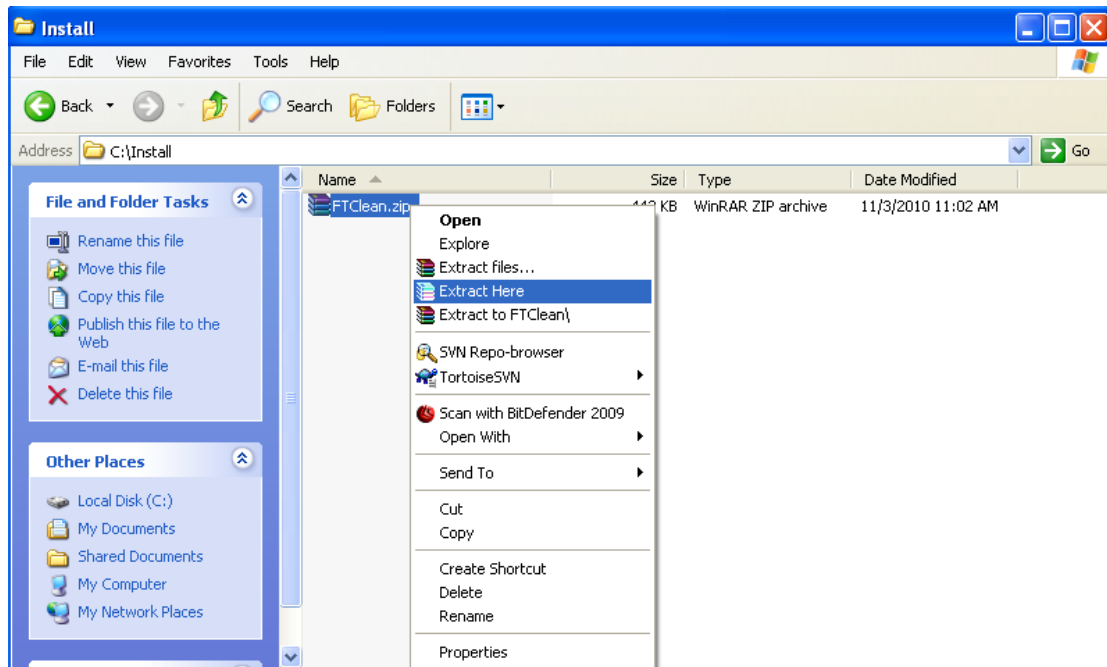 Install
File Edit View Favorites Tools Help
Back Search Folders
Address C:\Install Go
File and Folder Tasks
Rename this file
Move this file
Copy this file
Publish this file to the
Web
E-mail this file
Delete this file
Other Places
Local Disk (C:)
My Documents
Shared Documents
My Computer
My Network Places
Name Size Type Date Modified
FTClean.zip KB WinRAR ZIP archive 11/3/2010 11:02 AM
Open
Explore
Extract files...
Extract Here
Extract to FTClean\
SVN Repo-browser
TortoiseSVN
Scan with BitDefender 2009
Open With
Send To
Cut
Copy
Create Shortcut
Delete
Rename
Properties